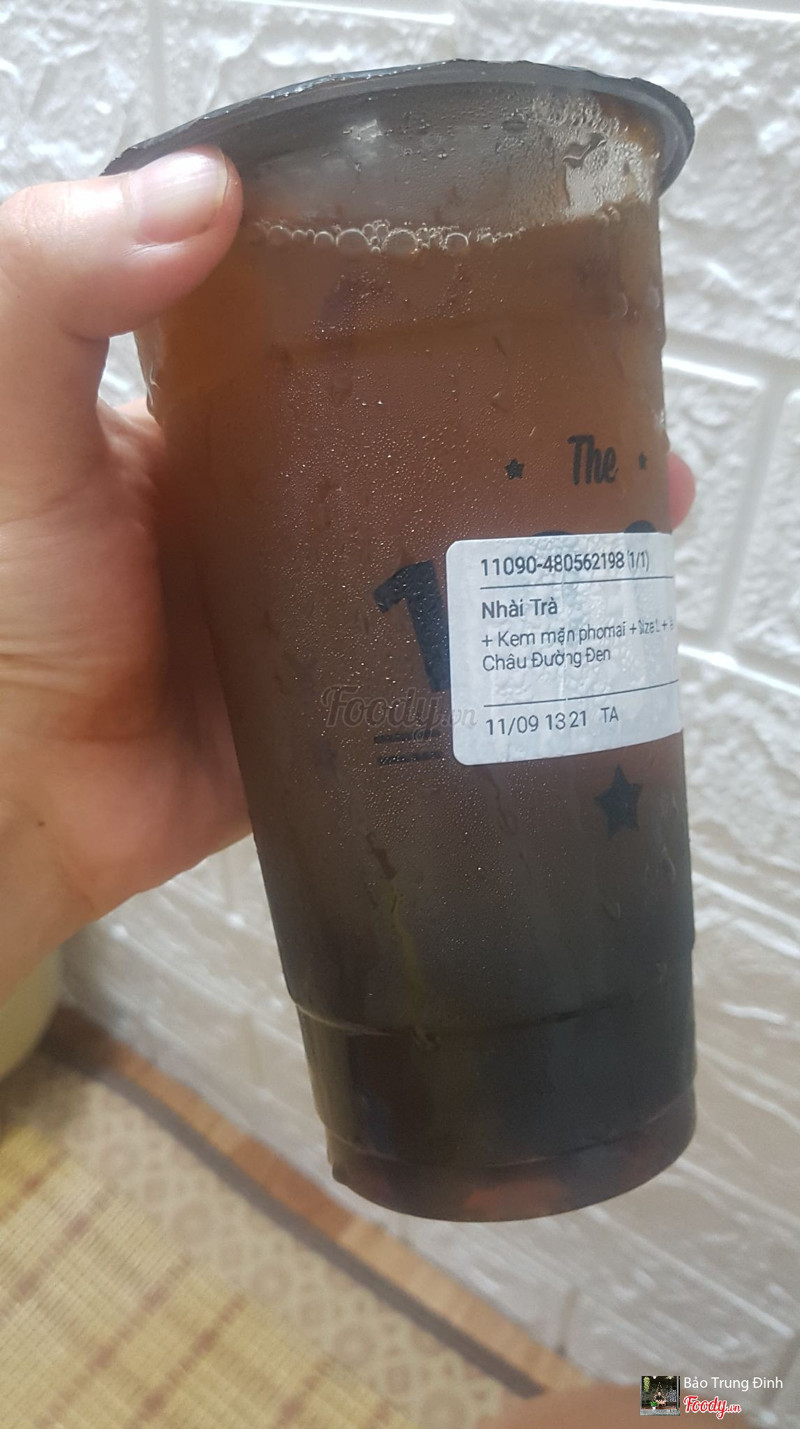 The
1
11090-480562198 (1/1)
Nhài Trà
+ Kem mặn phomai + Size L +
Châu Đường Đen
11/09 13:21 TA
Foody.vn
Bảo Trung Đinh
Foody.vn